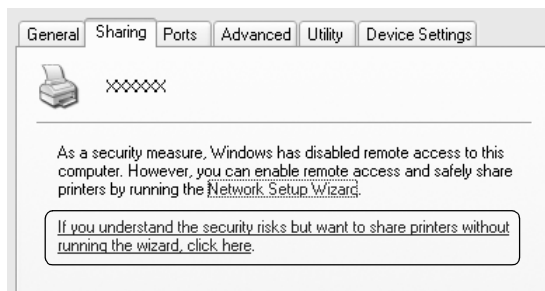 General Sharing Ports Advanced Utility Device Settings
XXXXXX
As a security measure, Windows has disabled remote access to this
computer. However, you can enable remote access and safely share
printers by running the Network Setup Wizard.
If you understand the security risks but want to share printers without
running the wizard, click here.